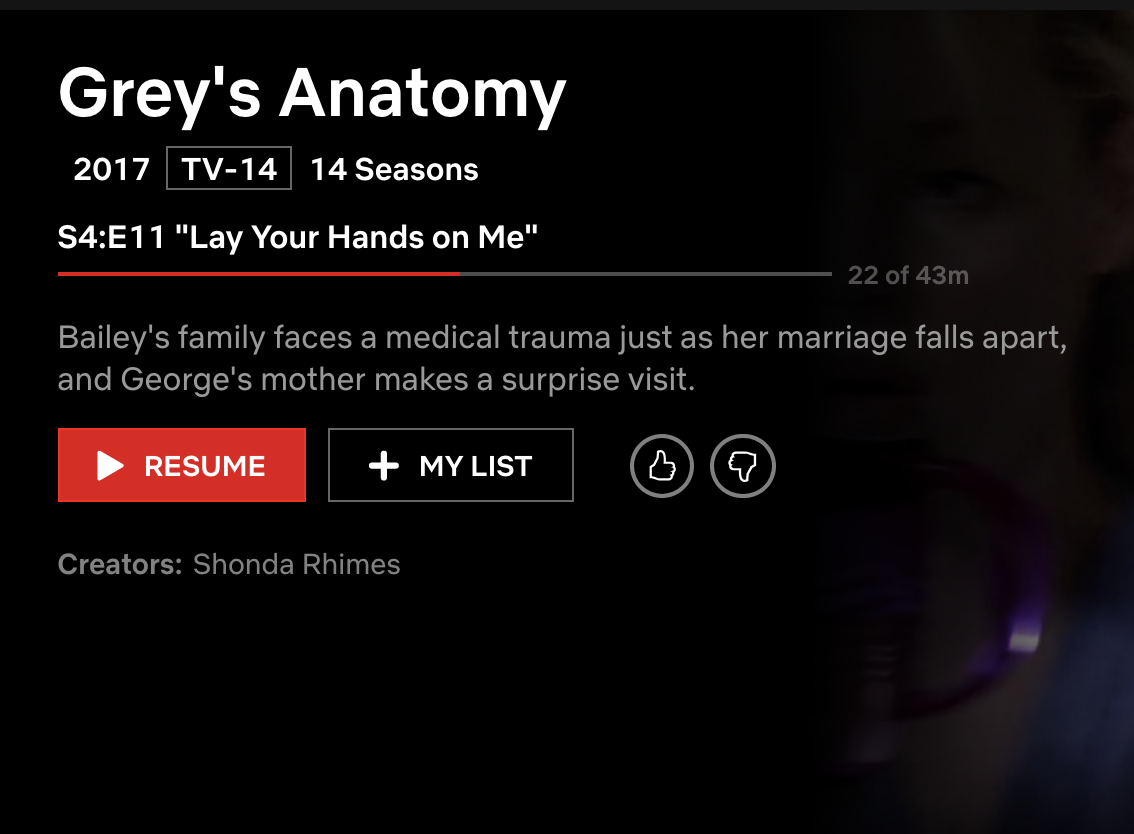 Grey's Anatomy
2017 TV-14 14 Seasons
S4:E11 "Lay Your Hands on Me"
22 of 43m
Bailey's family faces a medical trauma just as her marriage falls apart,
and George's mother makes a surprise visit.
RESUME MY LIST
Creators: Shonda Rhimes